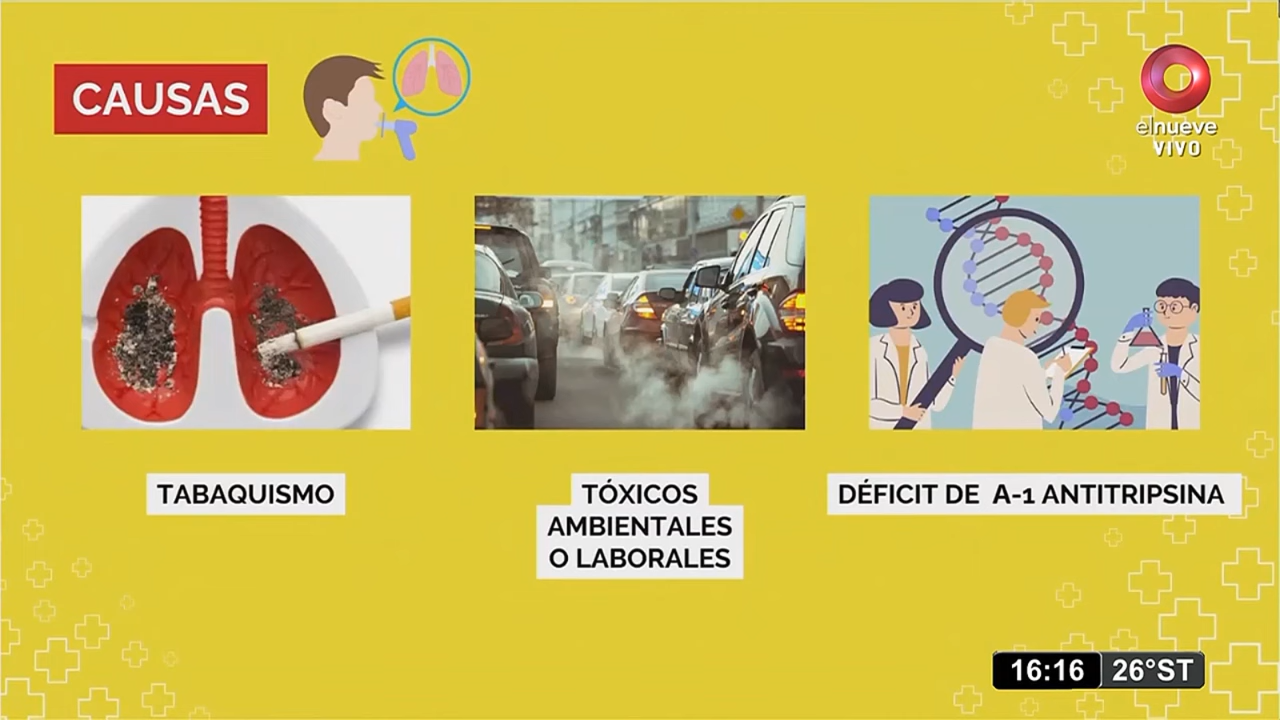 CAUSAS
elnueve
VIVO
TABAQUISMO
TÓXICOS
AMBIENTALES
O LABORALES
DÉFICIT DE A-1 ANTITRIPSINA
16:16 26°ST